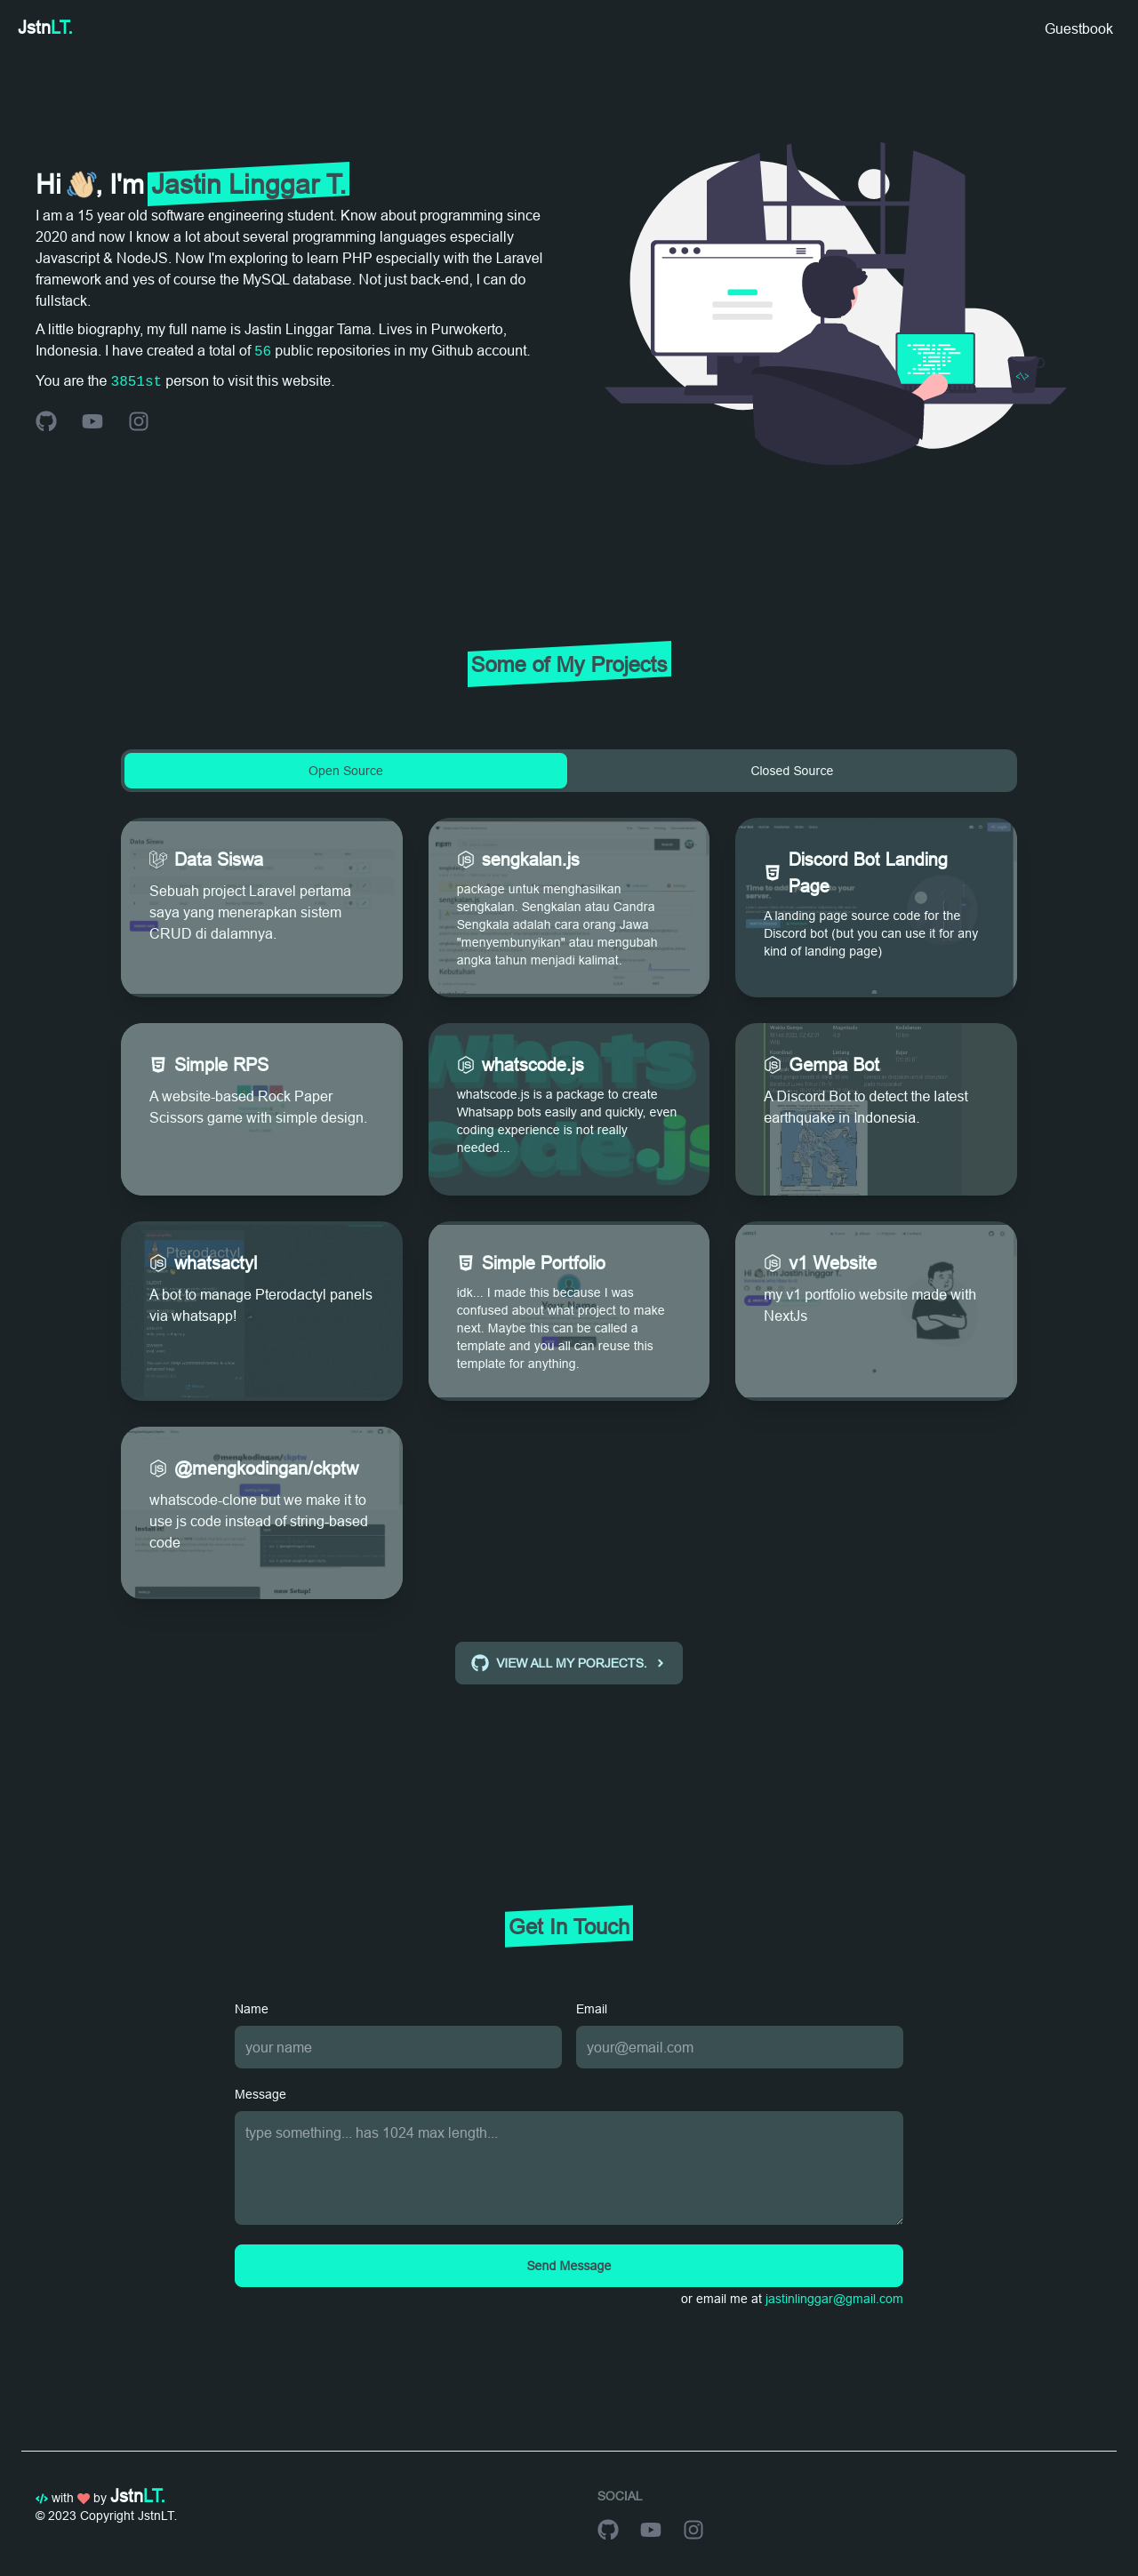 JstnLT.
Guestbook
Hi 👋🏼, I'm Jastin Linggar T.
I am a 15 year old software engineering student. Know about programming since
2020 and now I know a lot about several programming languages especially
Javascript & NodeJS. Now I'm exploring to learn PHP especially with the Laravel
framework and yes of course the MySQL database. Not just back-end, I can do
fullstack.
A little biography, my full name is Jastin Linggar Tama. Lives in Purwokerto,
Indonesia. I have created a total of 56 public repositories in my Github account.
You are the 3851st person to visit this website.
Some of My Projects
Open Source
Closed Source
Data Siswa
Sebuah project Laravel pertama
saya yang menerapkan sistem
CRUD di dalamnya.
sengkalan.js
package untuk menghasilkan
sengkalan. Sengkalan atau Candra
Sengkala adalah cara orang Jawa
"menyembunyikan" atau mengubah
angka tahun menjadi kalimat.
Discord Bot Landing
Page
A landing page source code for the
Discord bot (but you can use it for any
kind of landing page)
Simple RPS
A website-based Rock Paper
Scissors game with simple design.
whatscode.js
whatscode.js is a package to create
Whatsapp bots easily and quickly, even
coding experience is not really
needed...
Gempa Bot
A Discord Bot to detect the latest
earthquake in Indonesia.
whatsactyl
A bot to manage Pterodactyl panels
via whatsapp!
Simple Portfolio
idk... I made this because I was
confused about what project to make
next. Maybe this can be called a
template and you all can reuse this
template for anything.
v1 Website
my v1 portfolio website made with
NextJs
@mengkodingan/ckptw
whatscode-clone but we make it to
use js code instead of string-based
code
VIEW ALL MY PORJECTS.
Get In Touch
Name
Email
your name
your@email.com
Message
type something... has 1024 max length...
Send Message
or email me at jastinlinggar@gmail.com
</> with ❤ by JstnLT.
© 2023 Copyright JstnLT.
SOCIAL